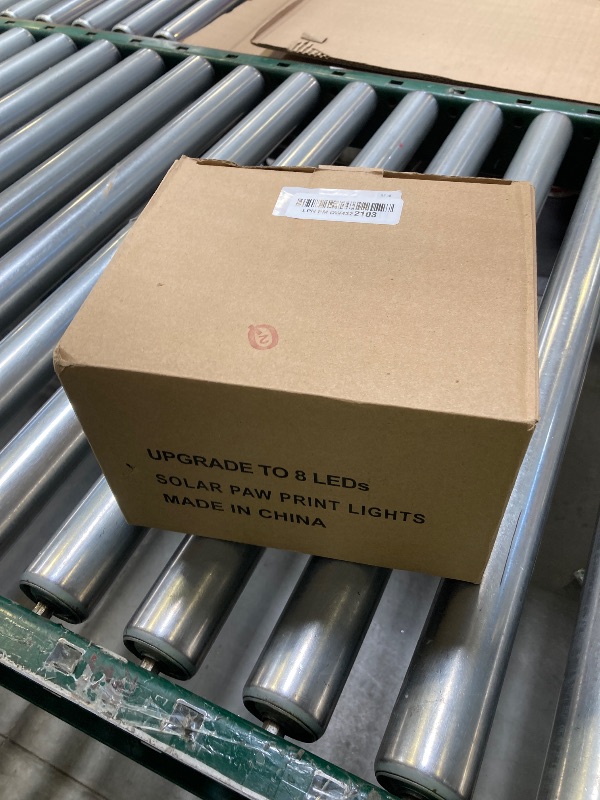 2103
UPGRADE TO 8 LEDs
SOLAR PAW PRINT LIGHTS
MADE IN CHINA